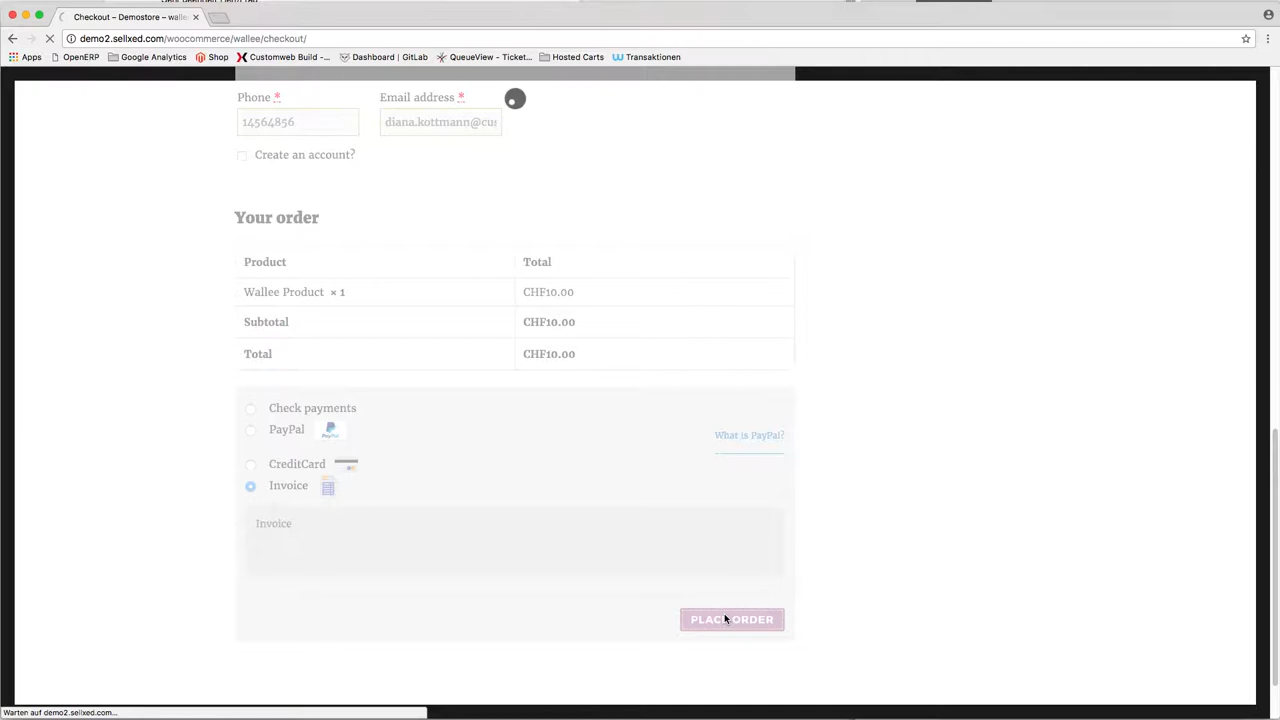 Checkout – Demostore – walle
demo2.sellxed.com/woocommerce/wallee/checkout/
Apps OpenERP Google Analytics Shop Customweb Build -... Dashboard | GitLab QueueView - Ticket... Hosted Carts Transaktionen
Phone * Email address *
14564856 diana.kottmann@cus
Create an account?
Your order
Product Total
Wallee Product × 1 CHF10.00
Subtotal CHF10.00
Total CHF10.00
Check payments
PayPal PayPal What is PayPal?
CreditCard
Invoice
Invoice
PLACE ORDER
Warten auf demo2.sellxed.com...